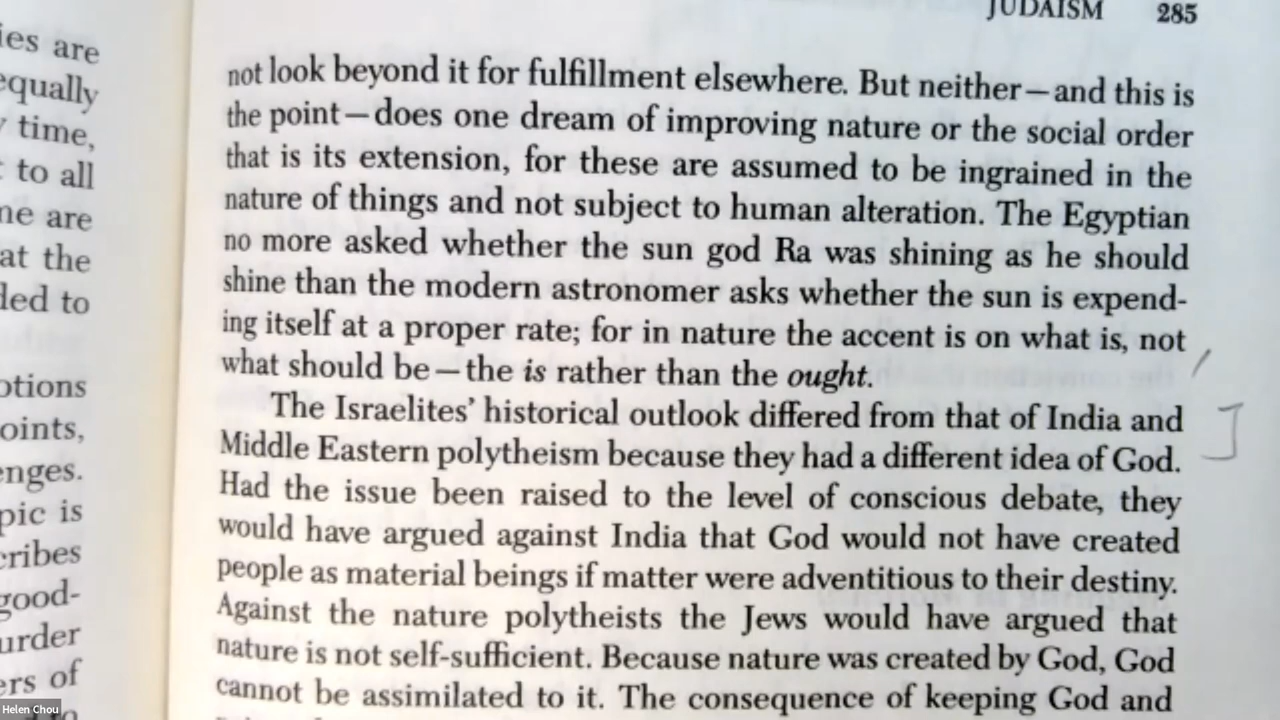 JUDAISM 285
ies are
equally
time,
to all
ne are
at the
led to
otions
oints,
enges.
pic is
cribes
good-
urder
ers of
not look beyond it for fulfillment elsewhere. But neither—and this is
the point—does one dream of improving nature or the social order
that is its extension, for these are assumed to be ingrained in the
nature of things and not subject to human alteration. The Egyptian
no more asked whether the sun god Ra was shining as he should
shine than the modern astronomer asks whether the sun is expend-
ing itself at a proper rate; for in nature the accent is on what is, not
what should be—the is rather than the ought.
The Israelites' historical outlook differed from that of India and
Middle Eastern polytheism because they had a different idea of God.
Had the issue been raised to the level of conscious debate, they
would have argued against India that God would not have created
people as material beings if matter were adventitious to their destiny.
Against the nature polytheists the Jews would have argued that
nature is not self-sufficient. Because nature was created by God, God
cannot be assimilated to it. The consequence of keeping God and
Helen Chou